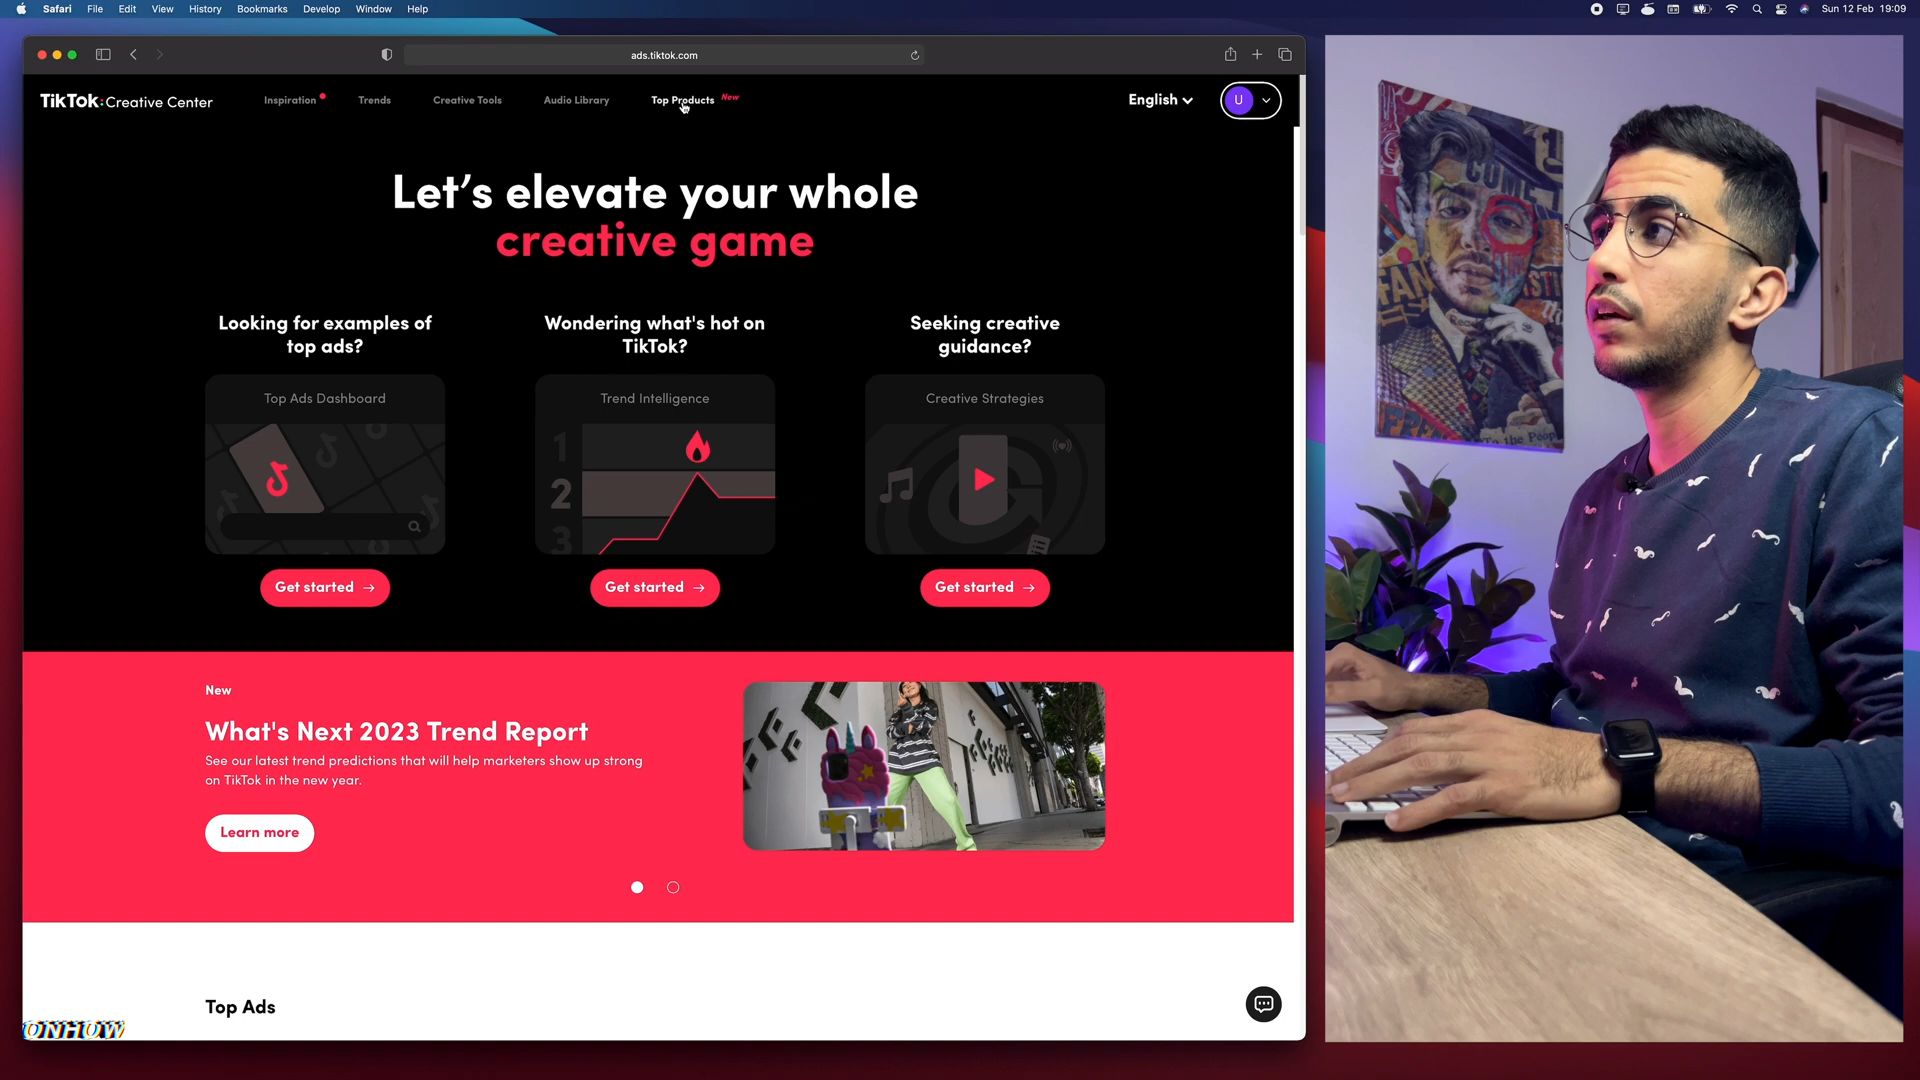 Safari File Edit View History Bookmarks Develop Window Help
Sun 12 Feb 19:09
ads.tiktok.com
TikTok: Creative Center
Inspiration
Trends
Creative Tools
Audio Library
Top Products New
English
U
Let's elevate your whole
creative game
Looking for examples of
top ads?
Wondering what's hot on
TikTok?
Seeking creative
guidance?
Top Ads Dashboard
Trend Intelligence
Creative Strategies
1
2
3
Get started →
Get started →
Get started →
New
What's Next 2023 Trend Report
See our latest trend predictions that will help marketers show up strong
on TikTok in the new year.
Learn more
Top Ads
ONHOW
COME
FAN
to the People